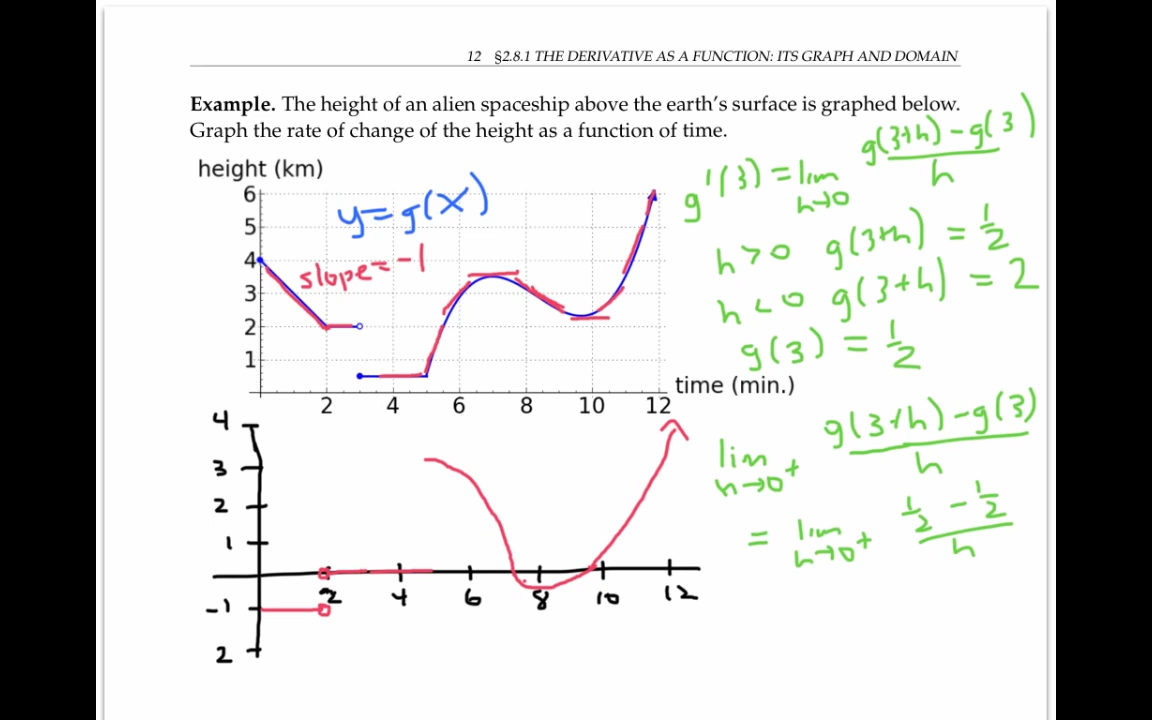 12 §2.8.1 THE DERIVATIVE AS A FUNCTION: ITS GRAPH AND DOMAIN
Example. The height of an alien spaceship above the earth's surface is graphed below.
Graph the rate of change of the height as a function of time.
height (km)
6
5
4
3
2
1
2 4 6 8 10 12
time (min.)
y=g(x)
slope=-1
4
3
2
1
-1
2
2 4 6 8 10 12
g'(3) = lim h→0 g(3+h) - g(3) / h
h>0 g(3+h) = 1/2
h<0 g(3+h) = 2
g(3) = 1/2
lim h→0+ g(3+h) - g(3) / h
= lim h→0+ 1/2 - 1/2 / h